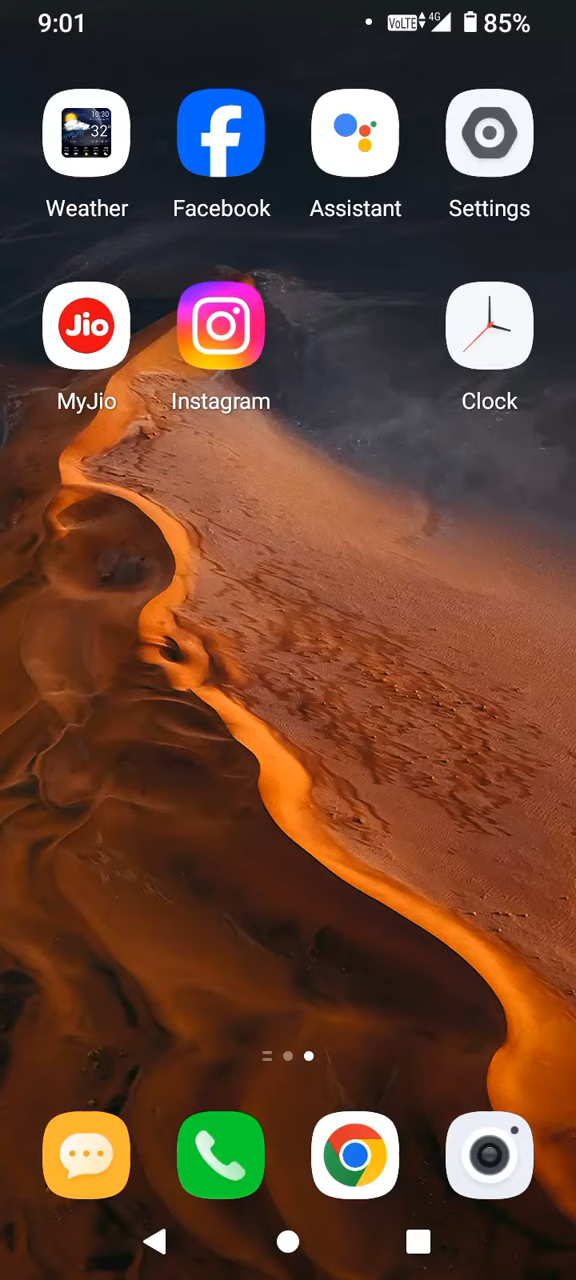 9:01
VoLTE 4G 85%
10:30
32°
Weather Facebook Assistant Settings
Jio
MyJio Instagram Clock